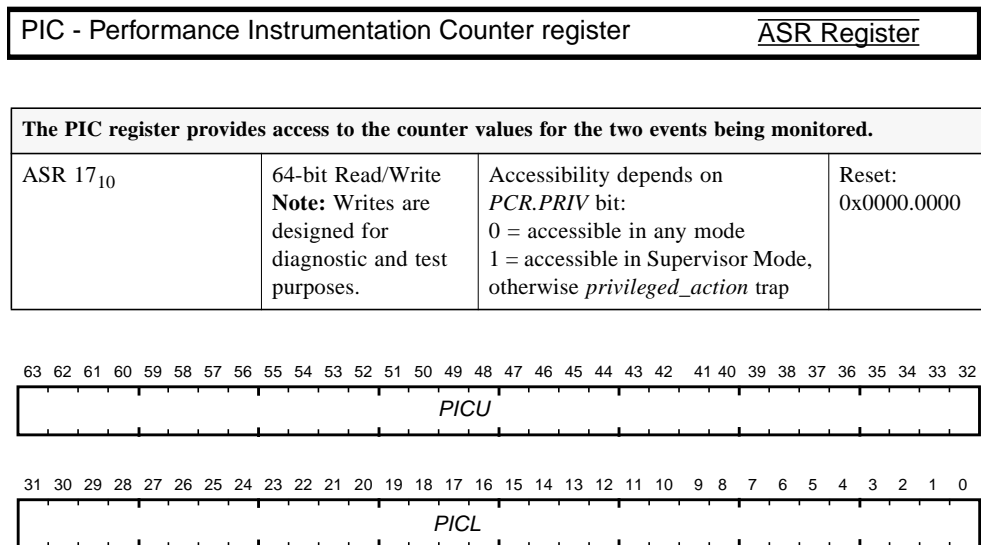 PIC - Performance Instrumentation Counter register ASR Register
The PIC register provides access to the counter values for the two events being monitored.
ASR 17₁₀
64-bit Read/Write
Note: Writes are
designed for
diagnostic and test
purposes.
Accessibility depends on
PCR.PRIV bit:
0 = accessible in any mode
1 = accessible in Supervisor Mode,
otherwise privileged_action trap
Reset:
0x0000.0000
63 62 61 60 59 58 57 56 55 54 53 52 51 50 49 48 47 46 45 44 43 42 41 40 39 38 37 36 35 34 33 32
PICU
31 30 29 28 27 26 25 24 23 22 21 20 19 18 17 16 15 14 13 12 11 10 9 8 7 6 5 4 3 2 1 0
PICL